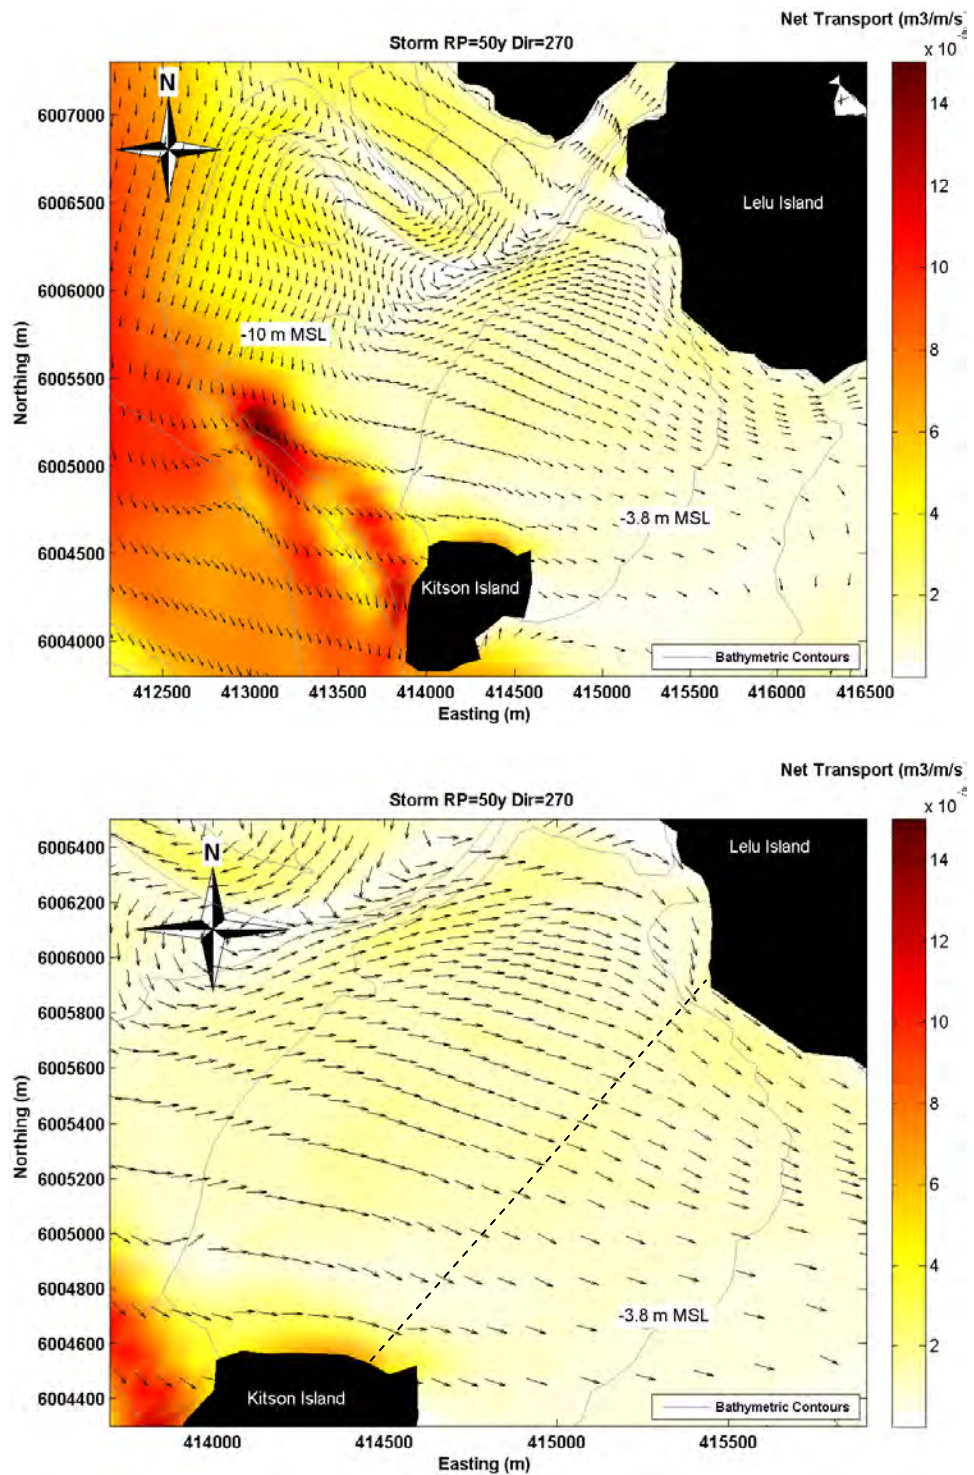 Net Transport (m3/m/s)
Storm RP=50y Dir=270
x 10
N
14
12
10
8
6
4
2
7000
6007000
6006500
6006000
6005500
6005000
6004500
6004000
Northing (m)
Lelu Island
-10 m MSL
-3.8 m MSL
Kitson Island
Bathymetric Contours
412500 413000 413500 414000 414500 415000 415500 416000 416500
Easting (m)
Net Transport (m3/m/s)
Storm RP=50y Dir=270
x 10
Lelu Island
N
14
12
10
8
6
4
2
6006400
6006200
6006000
6005800
6005600
6005400
6005200
6005000
6004800
6004600
6004400
Northing (m)
-3.8 m MSL
Kitson Island
Bathymetric Contours
414000 414500 415000 415500
Easting (m)